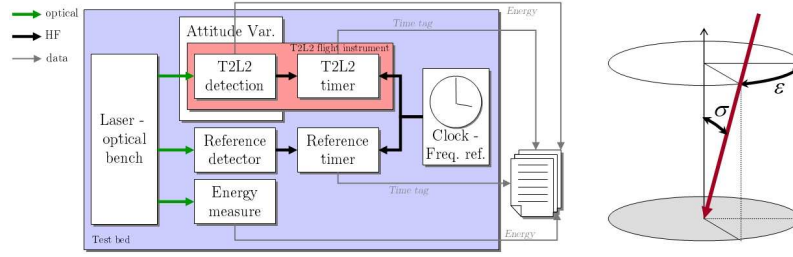 optical
HF
data
Attitude Var.
T2L2 flight instrument
T2L2
detection
T2L2
timer
Laser -
optical
bench
Reference
detector
Reference
timer
Clock -
Freq. ref.
Energy
measure
Test bed
Energy
Time tag
Time tag
Energy
σ
ε